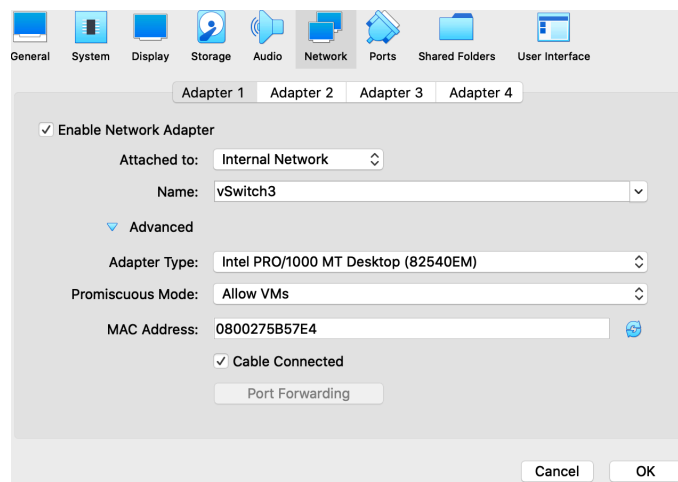 General System Display Storage Audio Network Ports Shared Folders User Interface
Adapter 1 Adapter 2 Adapter 3 Adapter 4
Enable Network Adapter
Attached to: Internal Network
Name: vSwitch3
Advanced
Adapter Type: Intel PRO/1000 MT Desktop (82540EM)
Promiscuous Mode: Allow VMs
MAC Address: 0800275B57E4
Cable Connected
Port Forwarding
Cancel OK